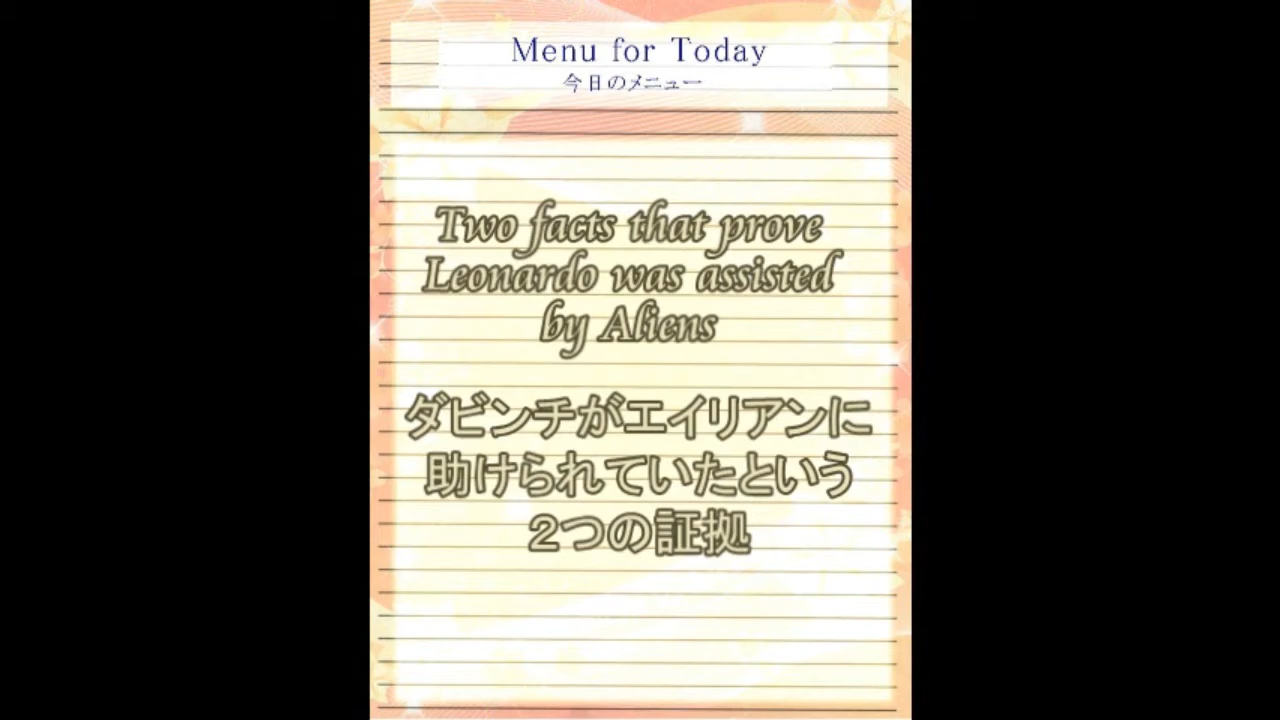 Menu for Today
今日のメニュー
Two facts that prove
Leonardo was assisted
by Aliens
ダビンチがエイリアンに
助けられていたという
２つの証拠